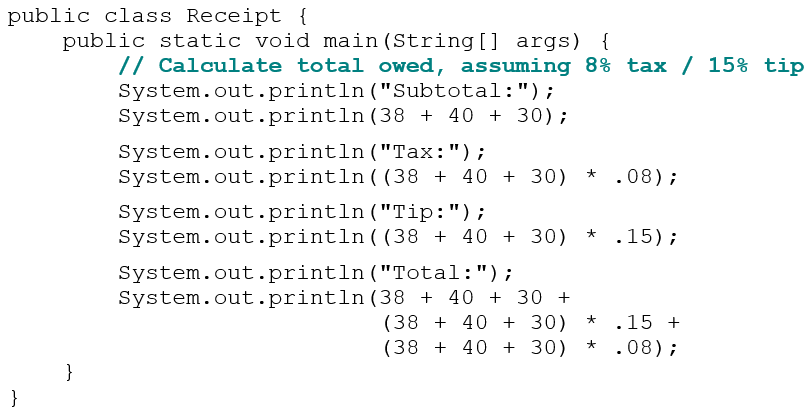 public class Receipt {
    public static void main(String[] args) {
        // Calculate total owed, assuming 8% tax / 15% tip
        System.out.println("Subtotal:");
        System.out.println(38 + 40 + 30);
        System.out.println("Tax:");
        System.out.println((38 + 40 + 30) * .08);
        System.out.println("Tip:");
        System.out.println((38 + 40 + 30) * .15);
        System.out.println("Total:");
        System.out.println(38 + 40 + 30 +
                           (38 + 40 + 30) * .15 +
                           (38 + 40 + 30) * .08);
    }
}